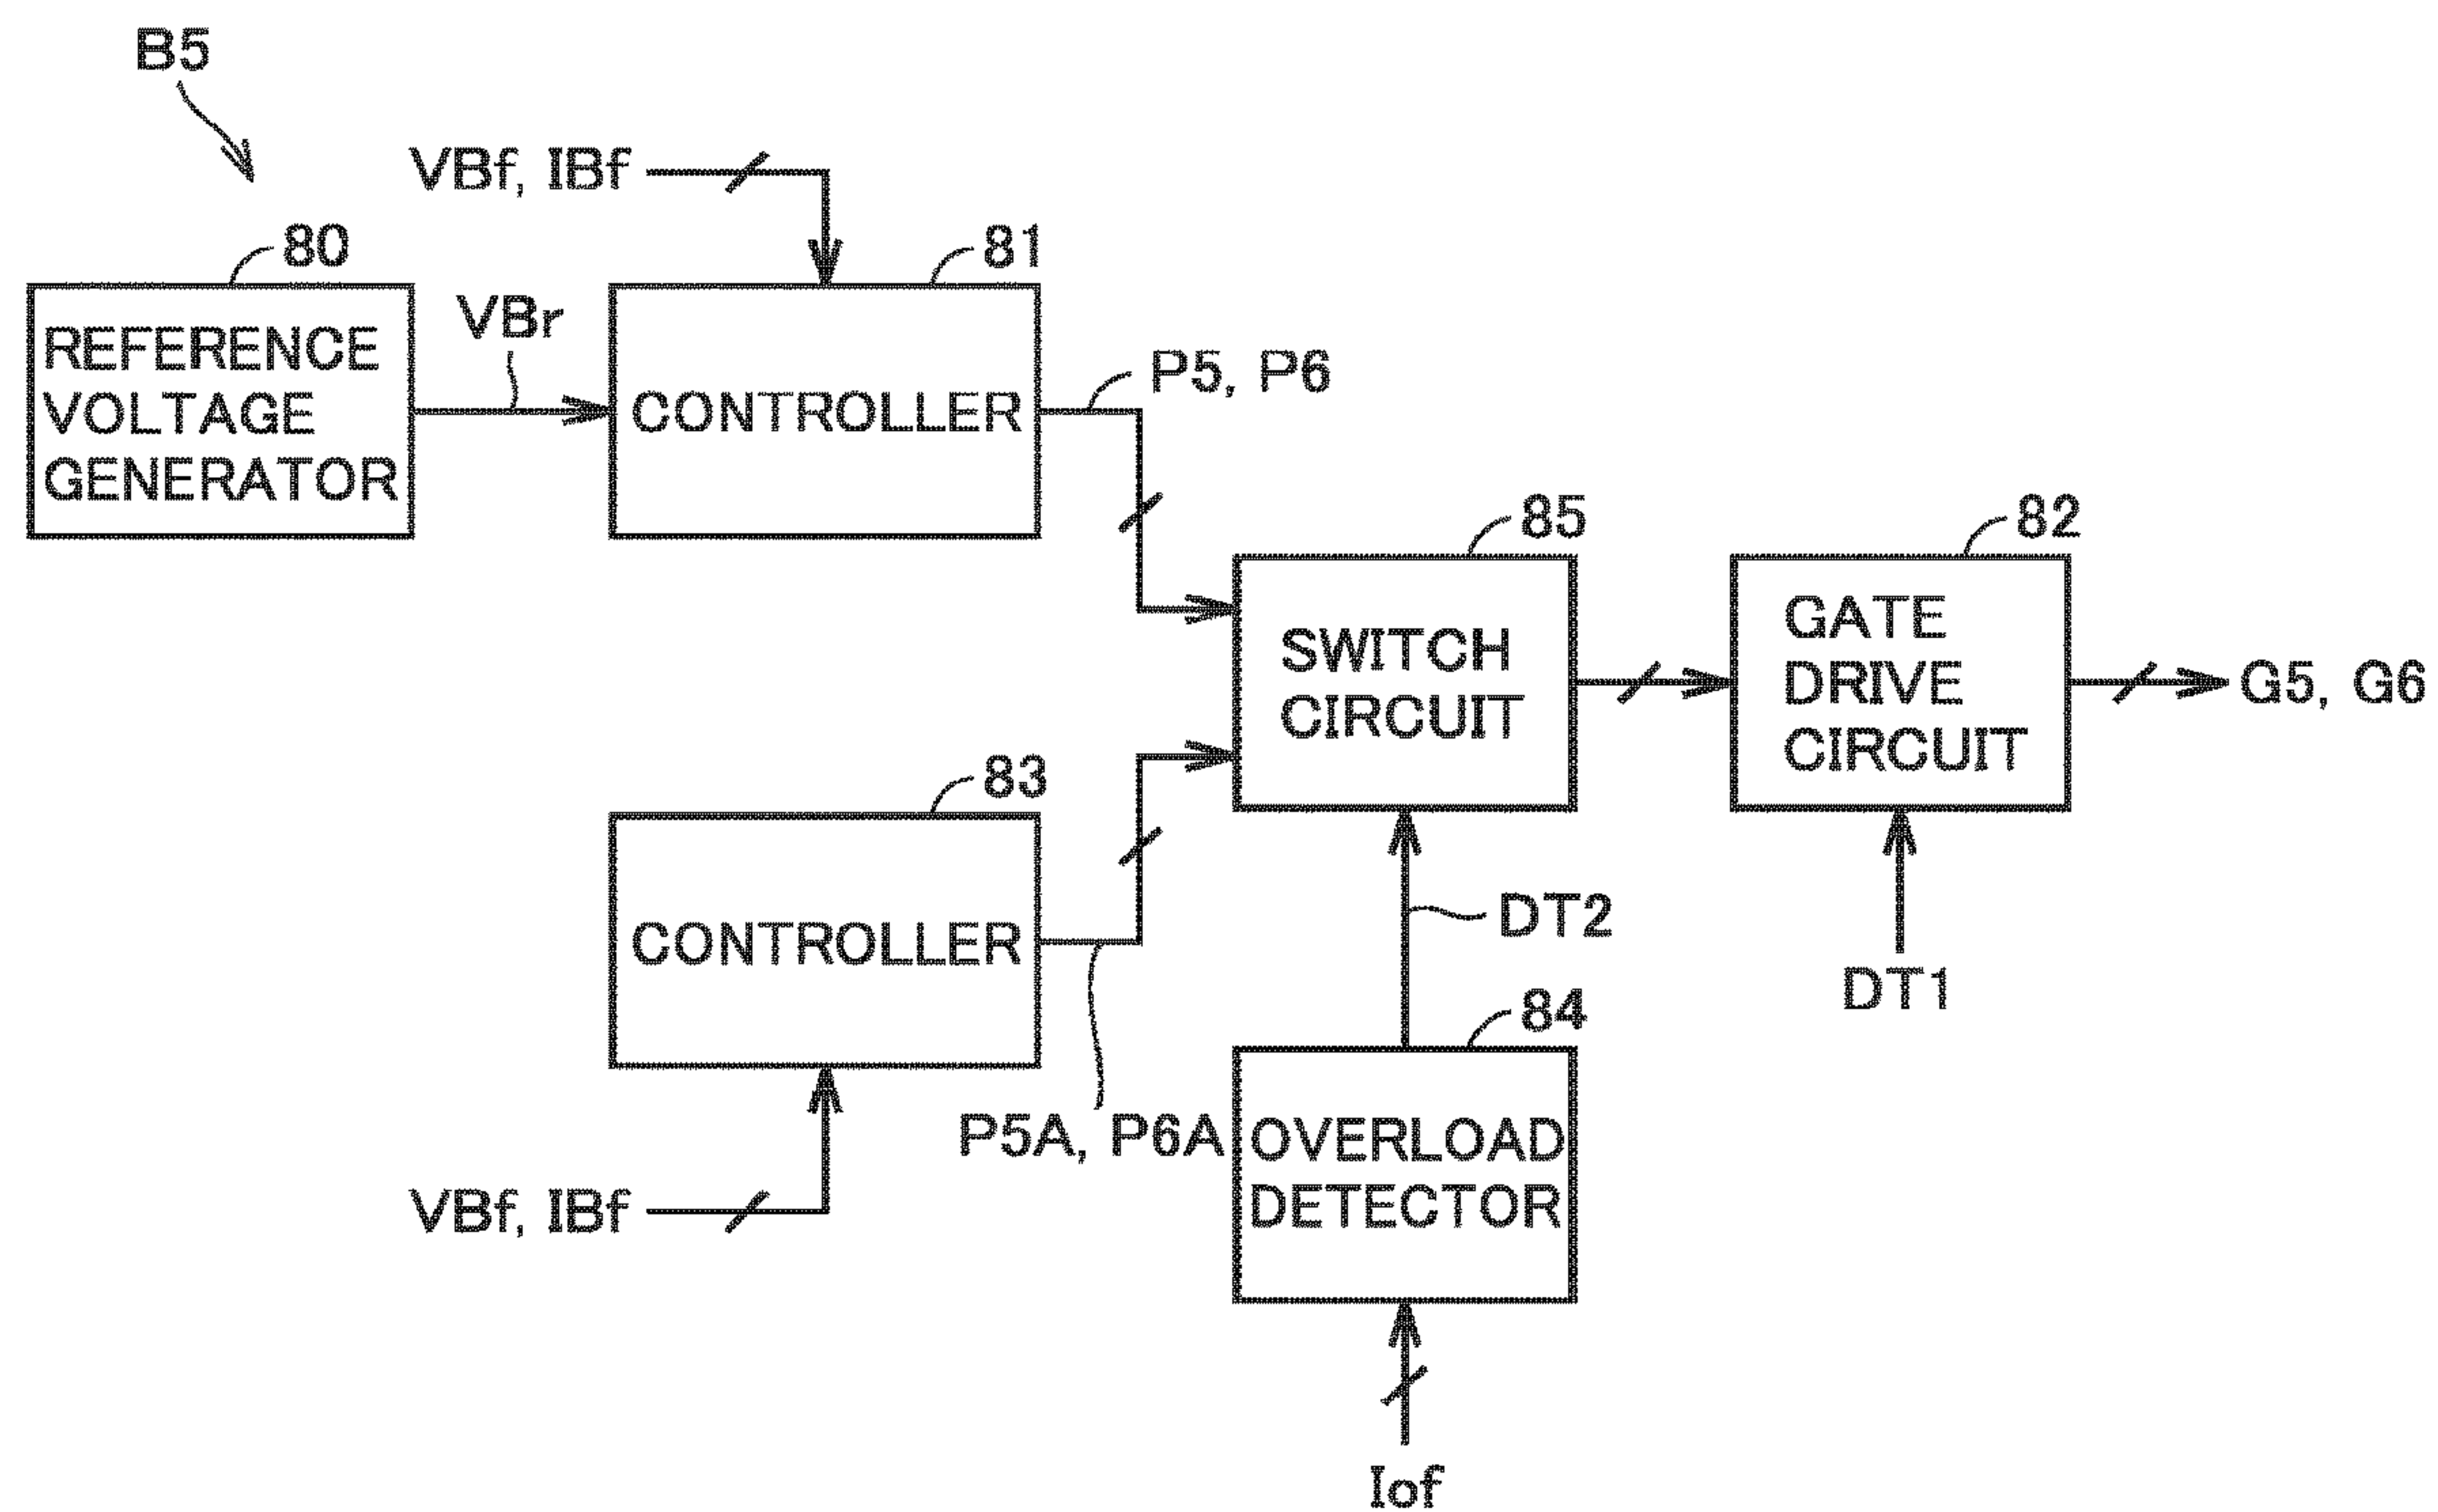 B5
VBf, IBf
80
81
REFERENCE
VOLTAGE
GENERATOR
VBr
CONTROLLER
P5, P6
85
82
SWITCH
CIRCUIT
GATE
DRIVE
CIRCUIT
G5, G6
83
CONTROLLER
DT2
DT1
84
P5A, P6A
OVERLOAD
DETECTOR
VBf, IBf
Iof